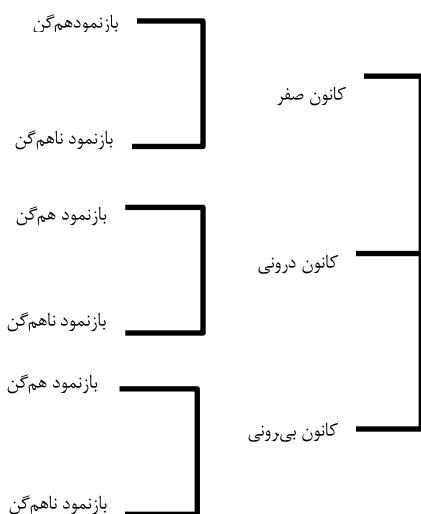 کانون صفر
بازنمودهم‌گن
بازنمود ناهم‌گن
کانون درونی
بازنمود هم‌گن
بازنمود ناهم‌گن
کانون بی‌رونی
بازنمود هم‌گن
بازنمود ناهم‌گن